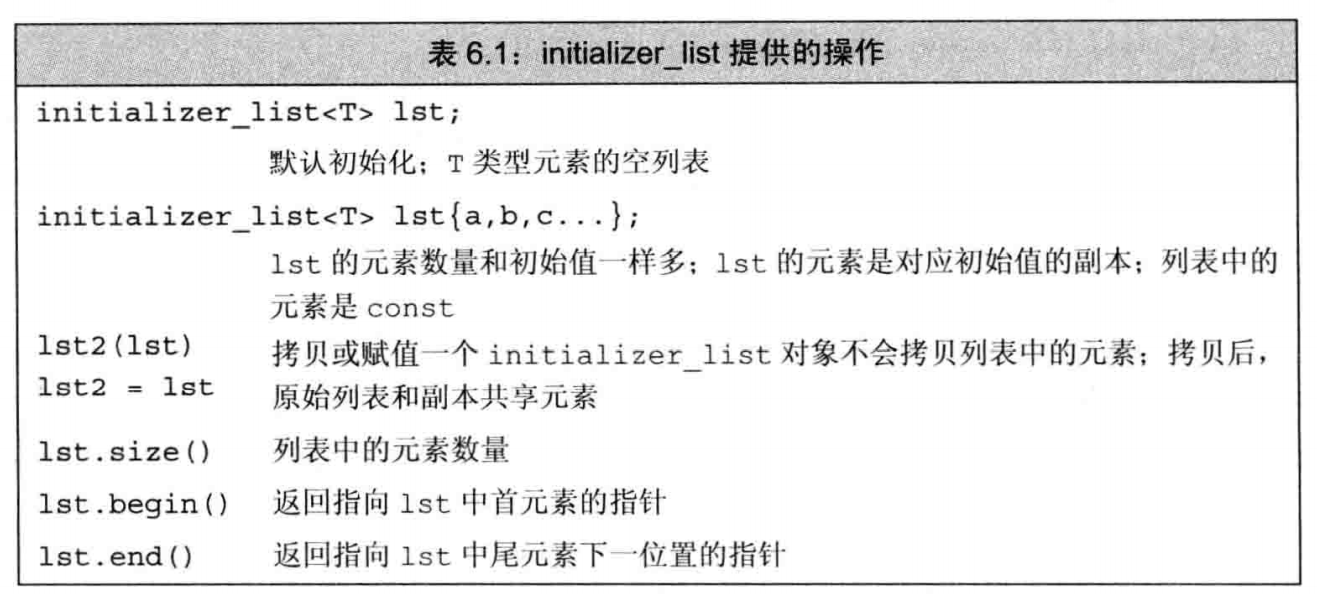 表 6.1：initializer_list 提供的操作
initializer_list<T> lst;
默认初始化；T 类型元素的空列表
initializer_list<T> lst{a,b,c...};
lst 的元素数量和初始值一样多；lst 的元素是对应初始值的副本；列表中的
元素是 const
lst2(lst)
lst2 = lst
拷贝或赋值一个 initializer_list 对象不会拷贝列表中的元素；拷贝后，
原始列表和副本共享元素
lst.size() 列表中的元素数量
lst.begin() 返回指向 lst 中首元素的指针
lst.end() 返回指向 lst 中尾元素下一位置的指针